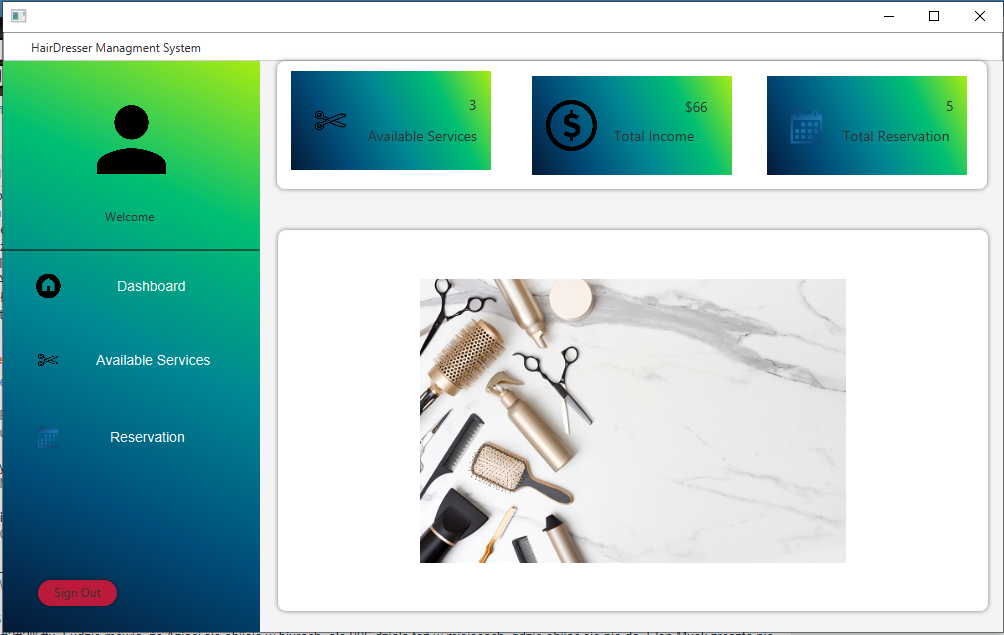 HairDresser Managment System
3
Available Services
$66
Total Income
5
Total Reservation
Welcome
Dashboard
Available Services
Reservation
Sign Out